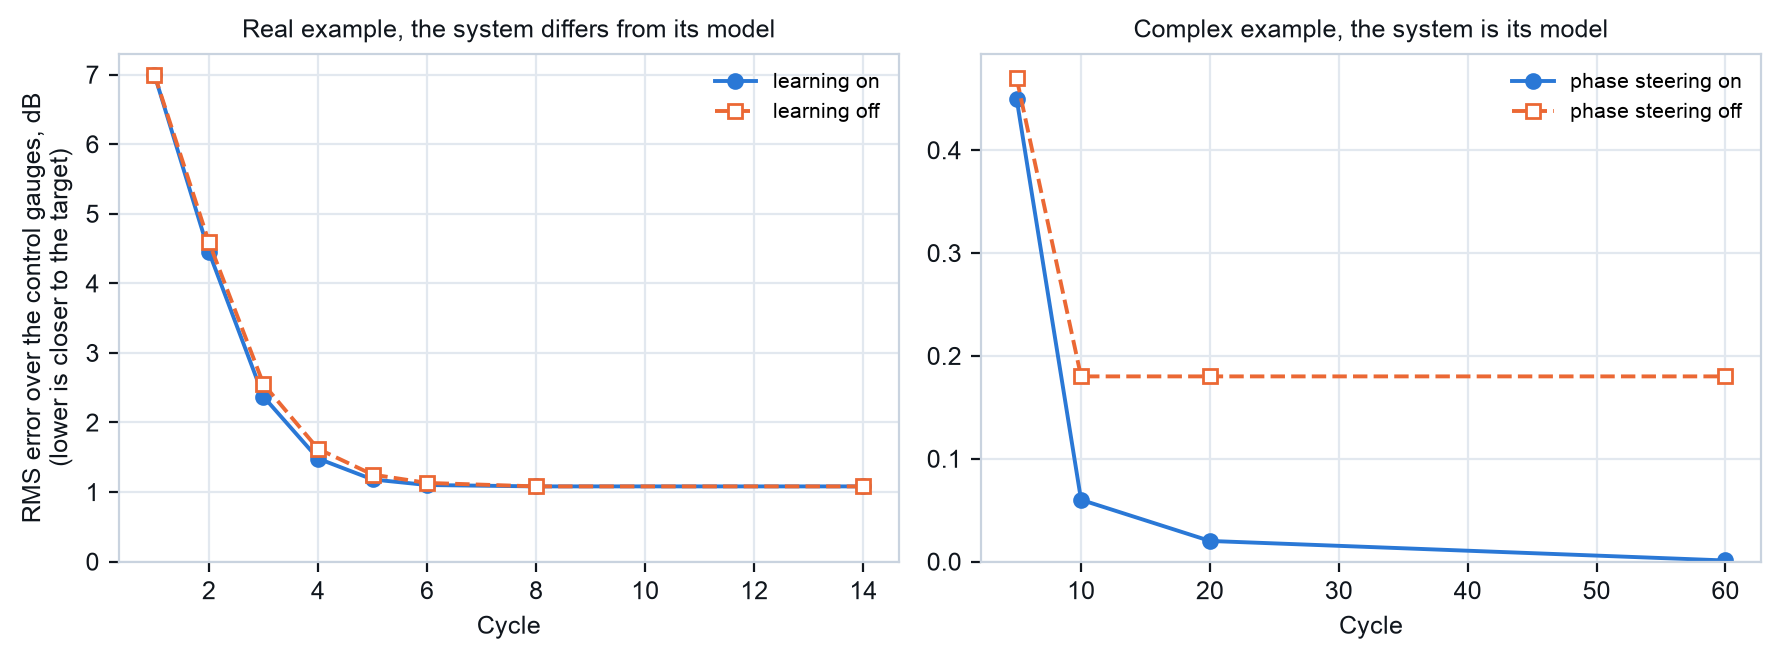 Real example, the system differs from its model
RMS error over the control gauges, dB
(lower is closer to the target)
7
6
5
4
3
2
1
0
2
4
6
8
10
12
14
Cycle
learning on
learning off
Complex example, the system is its model
0.4
0.3
0.2
0.1
0.0
10
20
30
40
50
60
Cycle
phase steering on
phase steering off